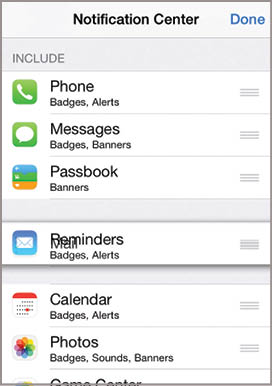 Notification Center Done
INCLUDE
Phone
Badges, Alerts
Messages
Badges, Banners
Passbook
Banners
Reminders
Mail
Badges, Alerts
Calendar
Badges, Alerts
Photos
Badges, Sounds, Banners
Game Center